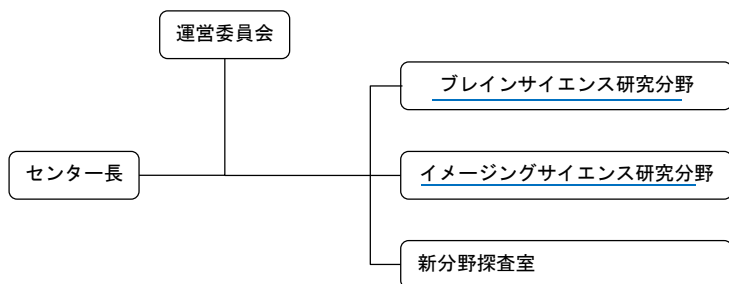 運営委員会
ブレインサイエンス研究分野
センター長
イメージングサイエンス研究分野
新分野探査室